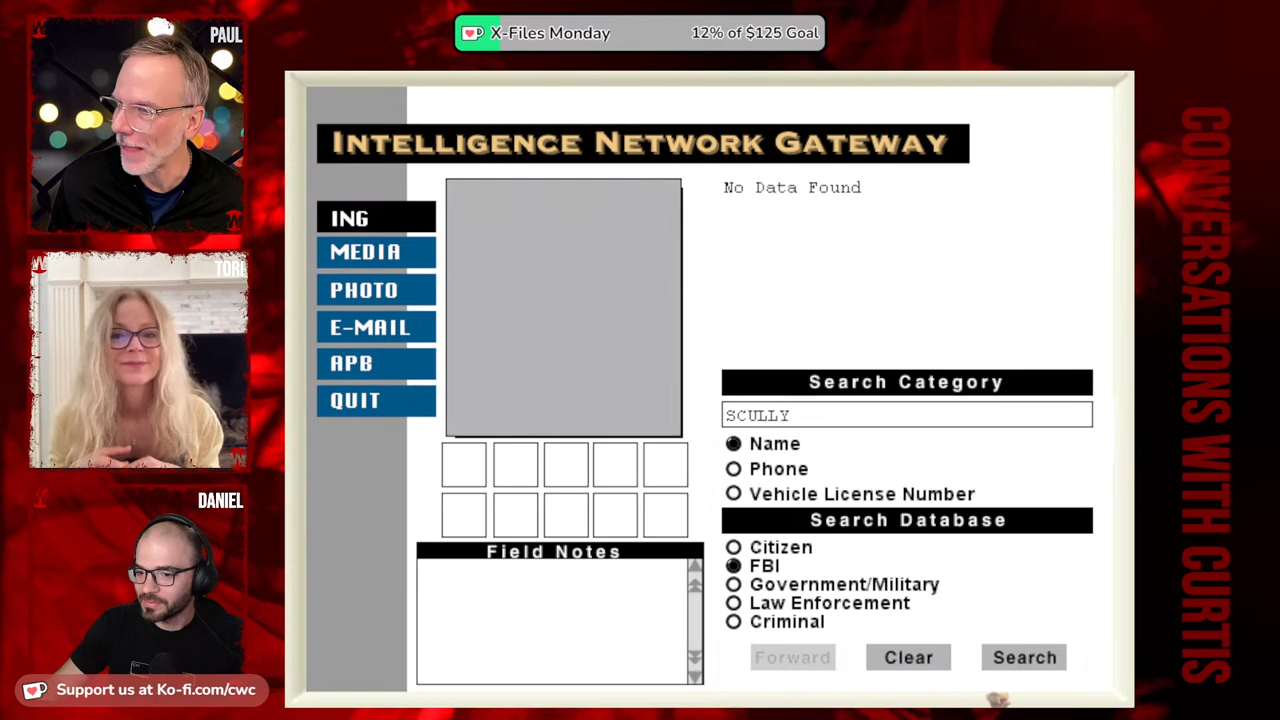 PAUL
X-Files Monday
12% of $125 Goal
INTELLIGENCE NETWORK GATEWAY
No Data Found
ING
MEDIA
PHOTO
E-MAIL
APB
QUIT
TORI
Search Category
SCULLY
Name
Phone
Vehicle License Number
Search Database
Citizen
FBI
Government/Military
Law Enforcement
Criminal
Forward
Clear
Search
Field Notes
DANIEL
Support us at Ko-fi.com/cwc
CONVERSATIONS WITH CURTIS